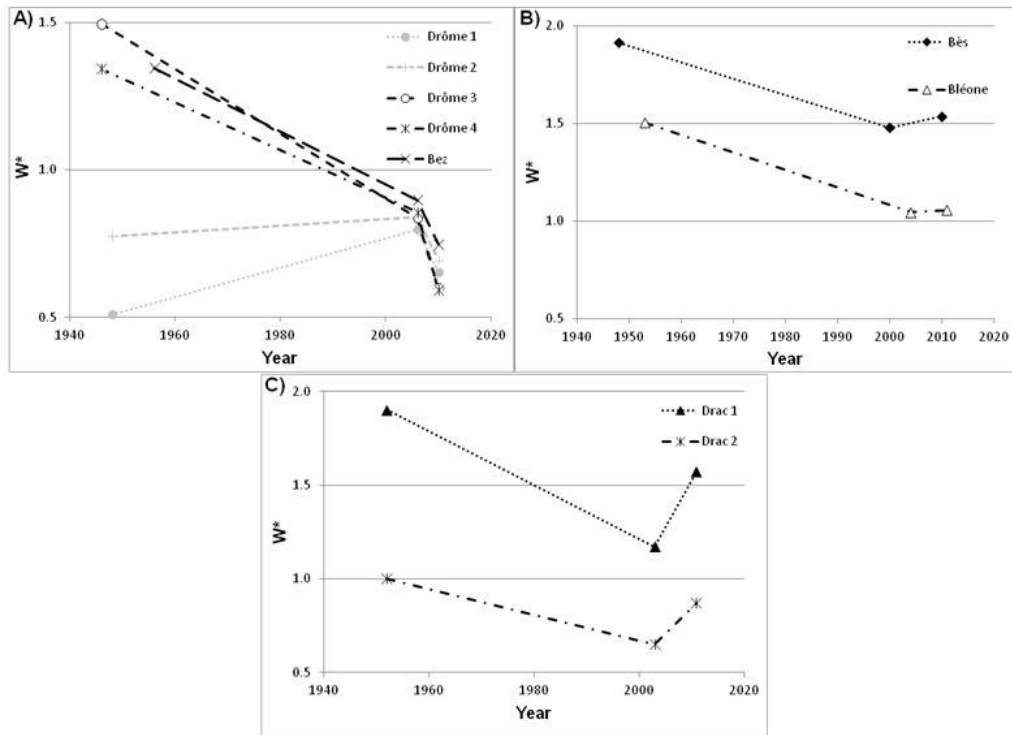 A)
1.5
1.0
0.5
W*
1940 1960 1980 2000 2020
Year
Drôme 1
Drôme 2
Drôme 3
Drôme 4
Bez
B)
2.0
1.5
1.0
0.5
W*
1940 1950 1960 1970 1980 1990 2000 2010 2020
Year
Bès
Bléone
C)
2.0
1.5
1.0
0.5
W*
1940 1960 1980 2000 2020
Year
Drac 1
Drac 2